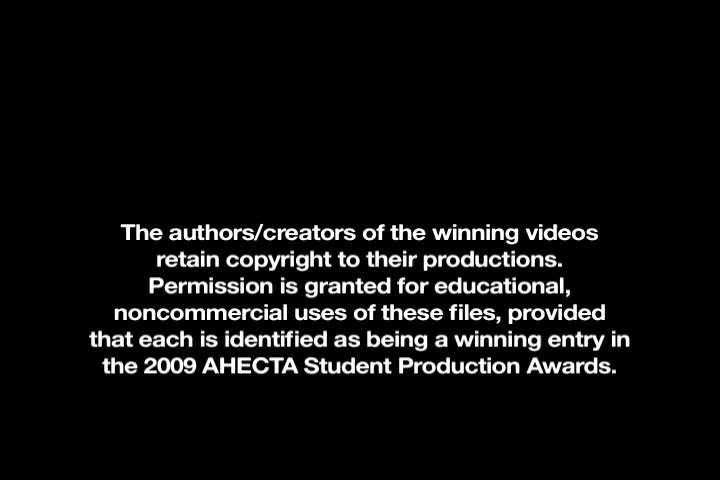 The authors/creators of the winning videos
retain copyright to their productions.
Permission is granted for educational,
noncommercial uses of these files, provided
that each is identified as being a winning entry in
the 2009 AHECTA Student Production Awards.